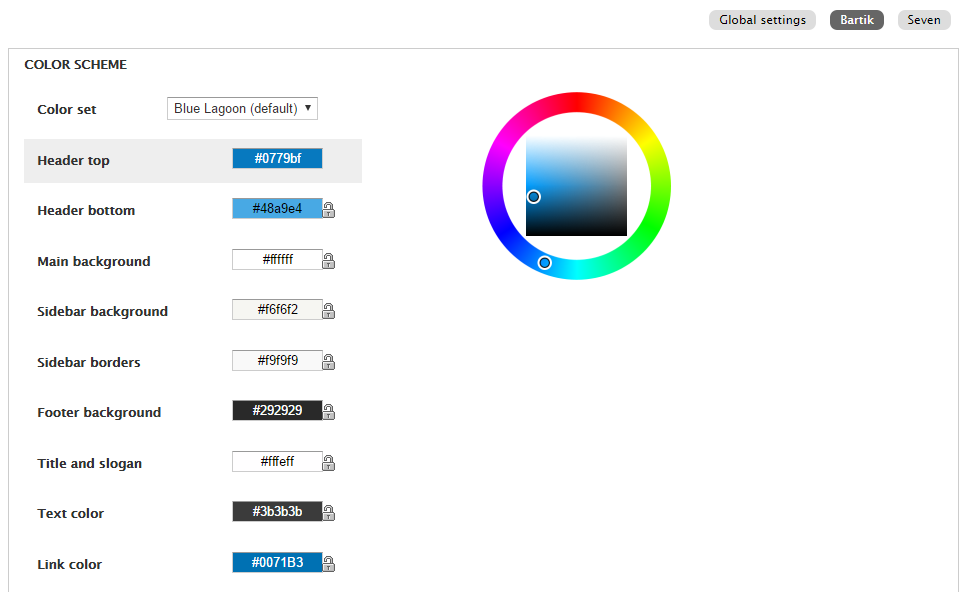 Global settings Bartik Seven
COLOR SCHEME
Color set Blue Lagoon (default)
Header top #0779bf
Header bottom #48a9e4
Main background #ffffff
Sidebar background #f6f6f2
Sidebar borders #f9f9f9
Footer background #292929
Title and slogan #fffeff
Text color #3b3b3b
Link color #0071B3